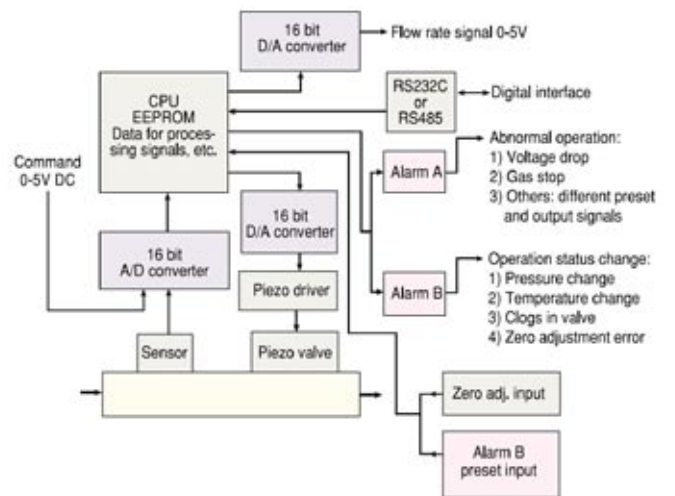 16 bit
D/A converter
Flow rate signal 0-5V
CPU
EEPROM
Data for proces-
sing signals, etc.
RS232C
or
RS485
Digital interface
Command
0-5V DC
Alarm A
Abnormal operation:
1) Voltage drop
2) Gas stop
3) Others: different preset
and output signals
16 bit
D/A converter
16 bit
A/D converter
Piezo driver
Alarm B
Operation status change:
1) Pressure change
2) Temperature change
3) Clogs in valve
4) Zero adjustment error
Sensor
Piezo valve
Zero adj. input
Alarm B
preset input